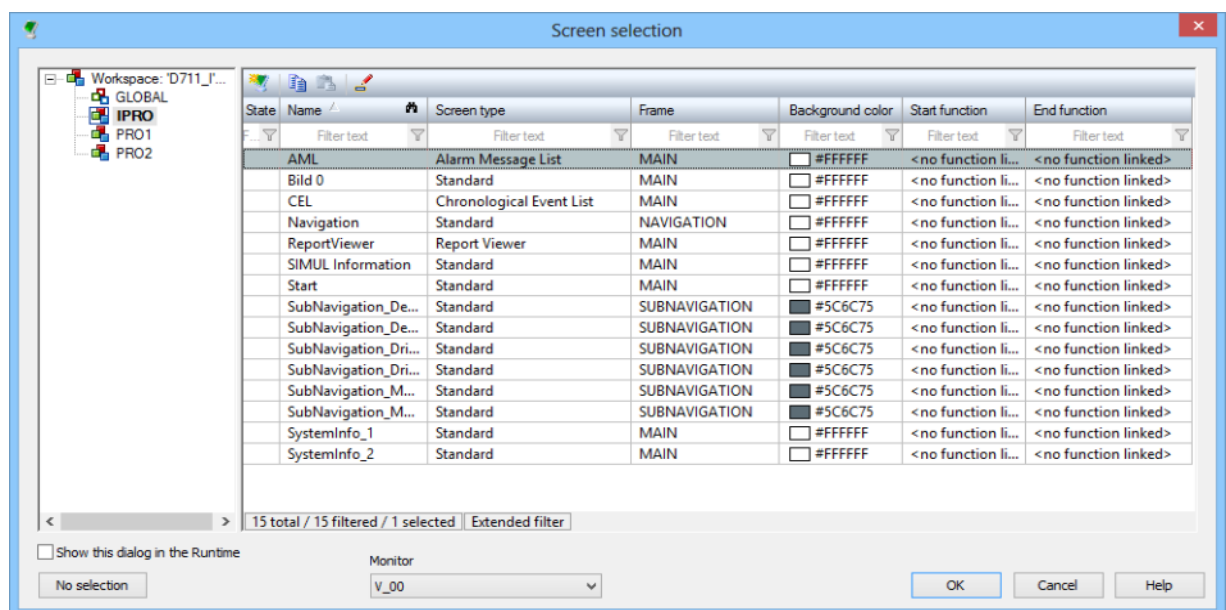 Screen selection
Workspace: 'D711_I'...
GLOBAL
IPRO
PRO1
PRO2
State Name Screen type Frame Background color Start function End function
F... Filter text Filter text Filter text Filter text Filter text Filter text
AML Alarm Message List MAIN #FFFFFF <no function li... <no function linked>
Bild 0 Standard MAIN #FFFFFF <no function li... <no function linked>
CEL Chronological Event List MAIN #FFFFFF <no function li... <no function linked>
Navigation Standard NAVIGATION #FFFFFF <no function li... <no function linked>
ReportViewer Report Viewer MAIN #FFFFFF <no function li... <no function linked>
SIMUL Information Standard MAIN #FFFFFF <no function li... <no function linked>
Start Standard MAIN #FFFFFF <no function li... <no function linked>
SubNavigation_De... Standard SUBNAVIGATION #5C6C75 <no function li... <no function linked>
SubNavigation_De... Standard SUBNAVIGATION #5C6C75 <no function li... <no function linked>
SubNavigation_Dri... Standard SUBNAVIGATION #5C6C75 <no function li... <no function linked>
SubNavigation_Dri... Standard SUBNAVIGATION #5C6C75 <no function li... <no function linked>
SubNavigation_M... Standard SUBNAVIGATION #5C6C75 <no function li... <no function linked>
SubNavigation_M... Standard SUBNAVIGATION #5C6C75 <no function li... <no function linked>
SystemInfo_1 Standard MAIN #FFFFFF <no function li... <no function linked>
SystemInfo_2 Standard MAIN #FFFFFF <no function li... <no function linked>
15 total / 15 filtered / 1 selected Extended filter
Show this dialog in the Runtime
Monitor
No selection V_00 OK Cancel Help